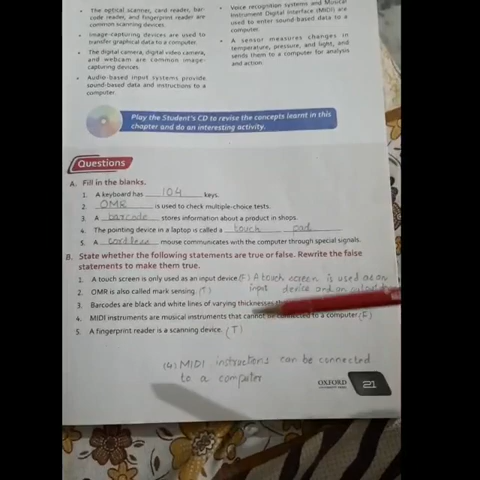 The optical scanner, card reader, bar-
code reader, and fingerprint reader are
common scanning devices.
Image-capturing devices are used to
transfer graphical data to a computer.
The digital camera, digital video camera,
and webcam are common image-
capturing devices.
Audio-based input systems provide
sound-based data and instructions to a
computer.
Voice recognition systems and Musical
Instrument Digital Interface (MIDI) are
used to enter sound-based data to a
computer.
A sensor measures changes in
temperature, pressure, and light, and
sends them to a computer for analysis
and action.
Play the Student's CD to revise the concepts learnt in this
chapter and do an interesting activity.
Questions
A. Fill in the blanks.
1. A keyboard has 104 keys.
2. OMR is used to check multiple-choice tests.
3. A barcode stores information about a product in shops.
4. The pointing device in a laptop is called a touch pad.
5. A cordless mouse communicates with the computer through special signals.
B. State whether the following statements are true or false. Rewrite the false
statements to make them true.
1. A touch screen is only used as an input device. (F) A touch screen is used as an
input device and an output
2. OMR is also called mark sensing. (T)
3. Barcodes are black and white lines of varying thicknesses
4. MIDI instruments are musical instruments that cannot be connected to a computer. (F)
5. A fingerprint reader is a scanning device. (T)
(4) MIDI instructions can be connected
to a computer
OXFORD
UNIVERSITY PRESS
21